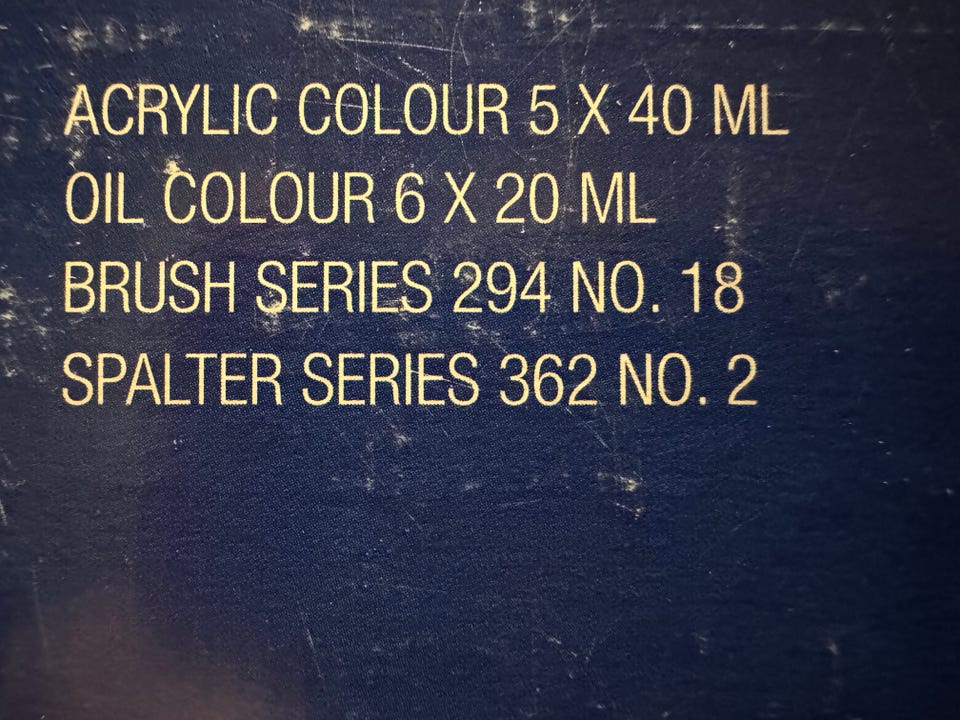 ACRYLIC COLOUR 5 X 40 ML
OIL COLOUR 6 X 20 ML
BRUSH SERIES 294 NO. 18
SPALTER SERIES 362 NO. 2